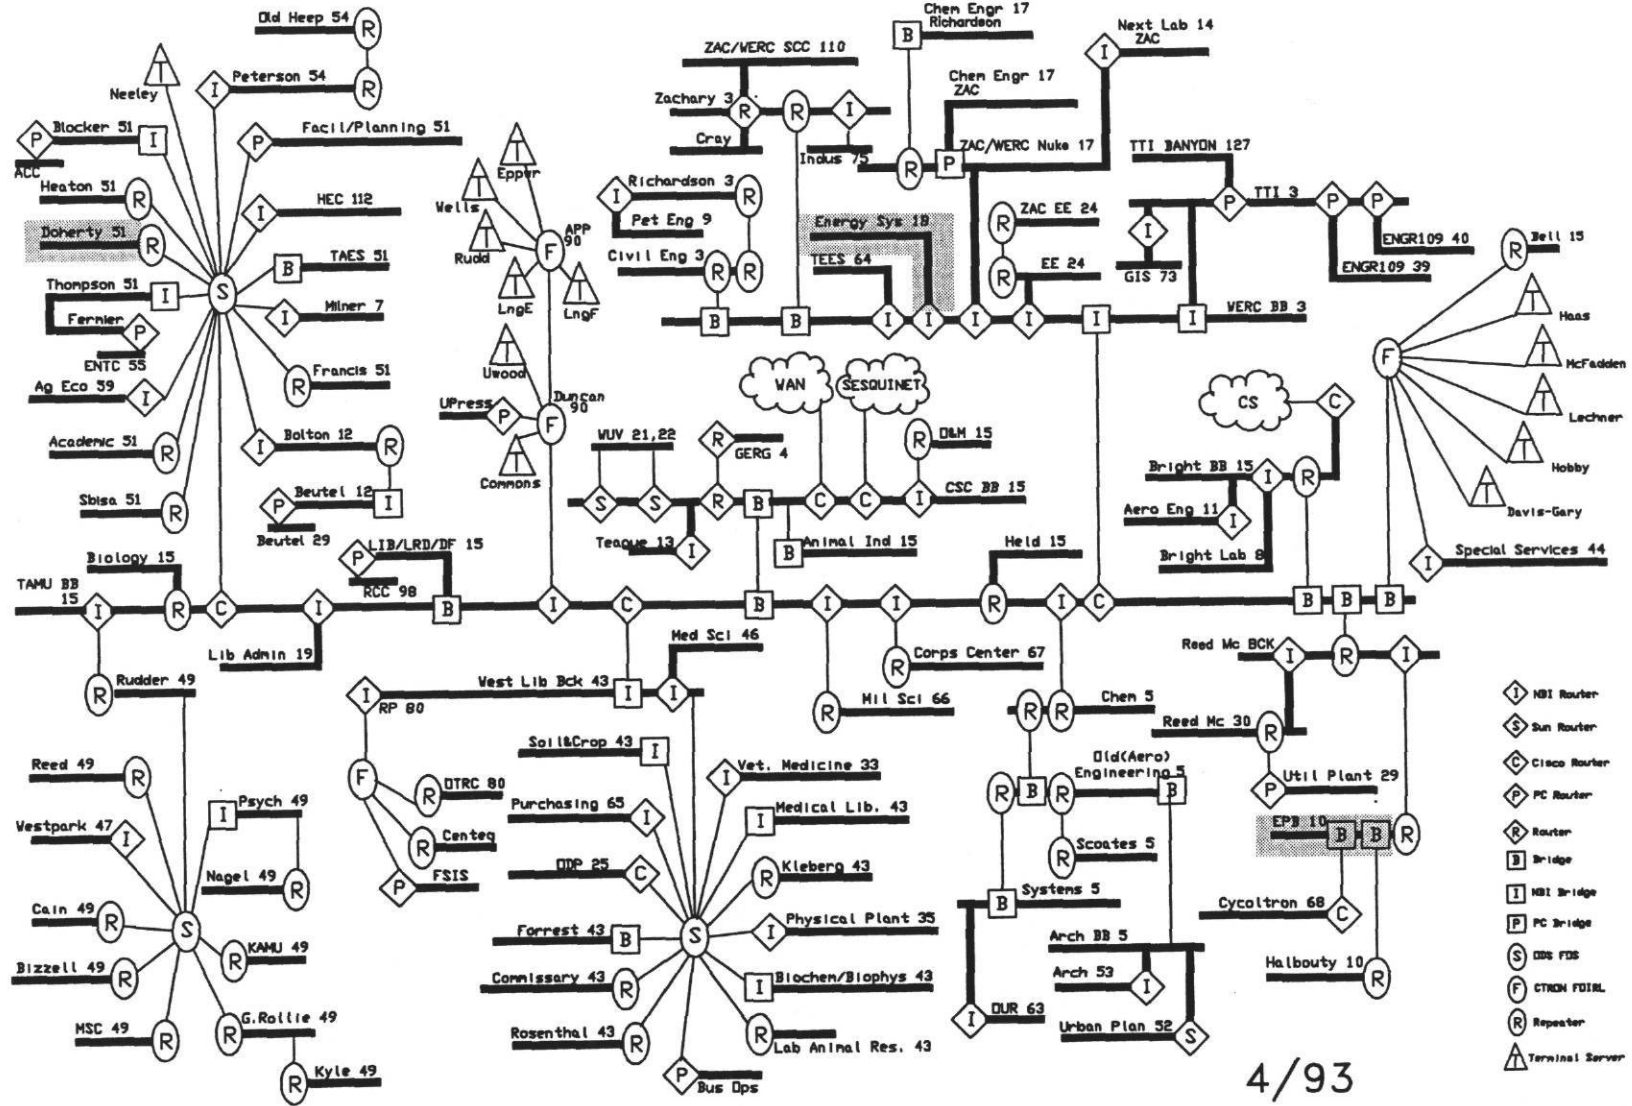 Old Heep 54
R
T
Neeley
I
Peterson 54
R
P
Blocker 51
I
ACC
P
Facil/Planning 51
Heaton 51
R
I
HEC 112
Doherty 51
R
B
TAES 51
Thompson 51
I
S
Fermier
P
I
Milner 7
ENTC 55
R
Francis 51
Ag Eco 59
I
Academic 51
R
I
Bolton 12
R
Sbisa 51
R
P
Beutel 12
I
Beutel 29
T
Eppur
T
Wells
T
Rudd
F
APP
90
T
LngE
T
LngF
T
Uwood
UPress
P
F
Duncan
90
T
Commons
ZAC/WERC SCC 110
Zachary 3
R
R
I
Cray
Indus 75
B
Chem Engr 17
Richardson
Chem Engr 17
ZAC
I
Next Lab 14
ZAC
R
P
ZAC/WERC Nuke 17
I
Richardson 3
R
Pet Eng 9
Civil Eng 3
R
R
Energy Sys 18
TEES 64
R
ZAC EE 24
R
EE 24
TTI BANYON 127
P
TTI 3
P
P
I
GIS 73
ENGR109 40
ENGR109 39
B
B
I
I
I
I
I
I
WERC BB 3
R
Bell 15
T
Haas
F
T
McFadden
T
Lechner
T
Hobby
T
Davis-Gary
I
Special Services 44
WAN
SESQUINET
CS
C
WUV 21,22
R
GERG 4
R
O&M 15
S
S
R
B
C
C
I
CSC BB 15
Teague 13
I
B
Animal Ind 15
Bright BB 15
I
R
Aero Eng 11
I
Bright Lab 8
Biology 15
P
LIB/LRD/DF 15
RCC 98
Held 15
TAMU BB
15
I
R
C
I
B
I
C
B
I
I
R
I
C
B
B
B
Lib Admin 19
Med Sci 46
R
Corps Center 67
Reed Mc BCK
I
R
I
R
Rudder 49
I
RP 80
West Lib Bck 43
I
I
R
Mil Sci 66
R
R
Chem 5
Reed Mc 30
R
Reed 49
R
I
Psych 49
Westpark 47
I
Nagel 49
R
Cain 49
R
S
R
KAMU 49
Bizzell 49
R
MSC 49
R
R
G.Rollie 49
R
Kyle 49
F
R
OTRC 80
R
Centeq
P
FSIS
Soil&Crop 43
I
I
Vet. Medicine 33
Purchasing 65
I
I
Medical Lib. 43
ODP 25
C
R
Kleberg 43
Forrest 43
B
S
I
Physical Plant 35
Commissary 43
R
I
Biochem/Biophys 43
Rosenthal 43
R
R
Lab Animal Res. 43
P
Bus Ops
Old(Aero)
Engineering 5
R
B
R
B
R
Scoates 5
B
Systems 5
I
OUR 63
Arch BB 5
Arch 53
I
Urban Plan 52
S
P
Util Plant 29
EPB 10
B
B
R
Cycoltron 68
C
Halbouty 10
R
I
NBI Router
S
Sun Router
C
Cisco Router
P
PC Router
R
Router
B
Bridge
I
NBI Bridge
P
PC Bridge
S
ODS FDS
F
CTRON FOIRL
R
Repeater
T
Terminal Server
4/93